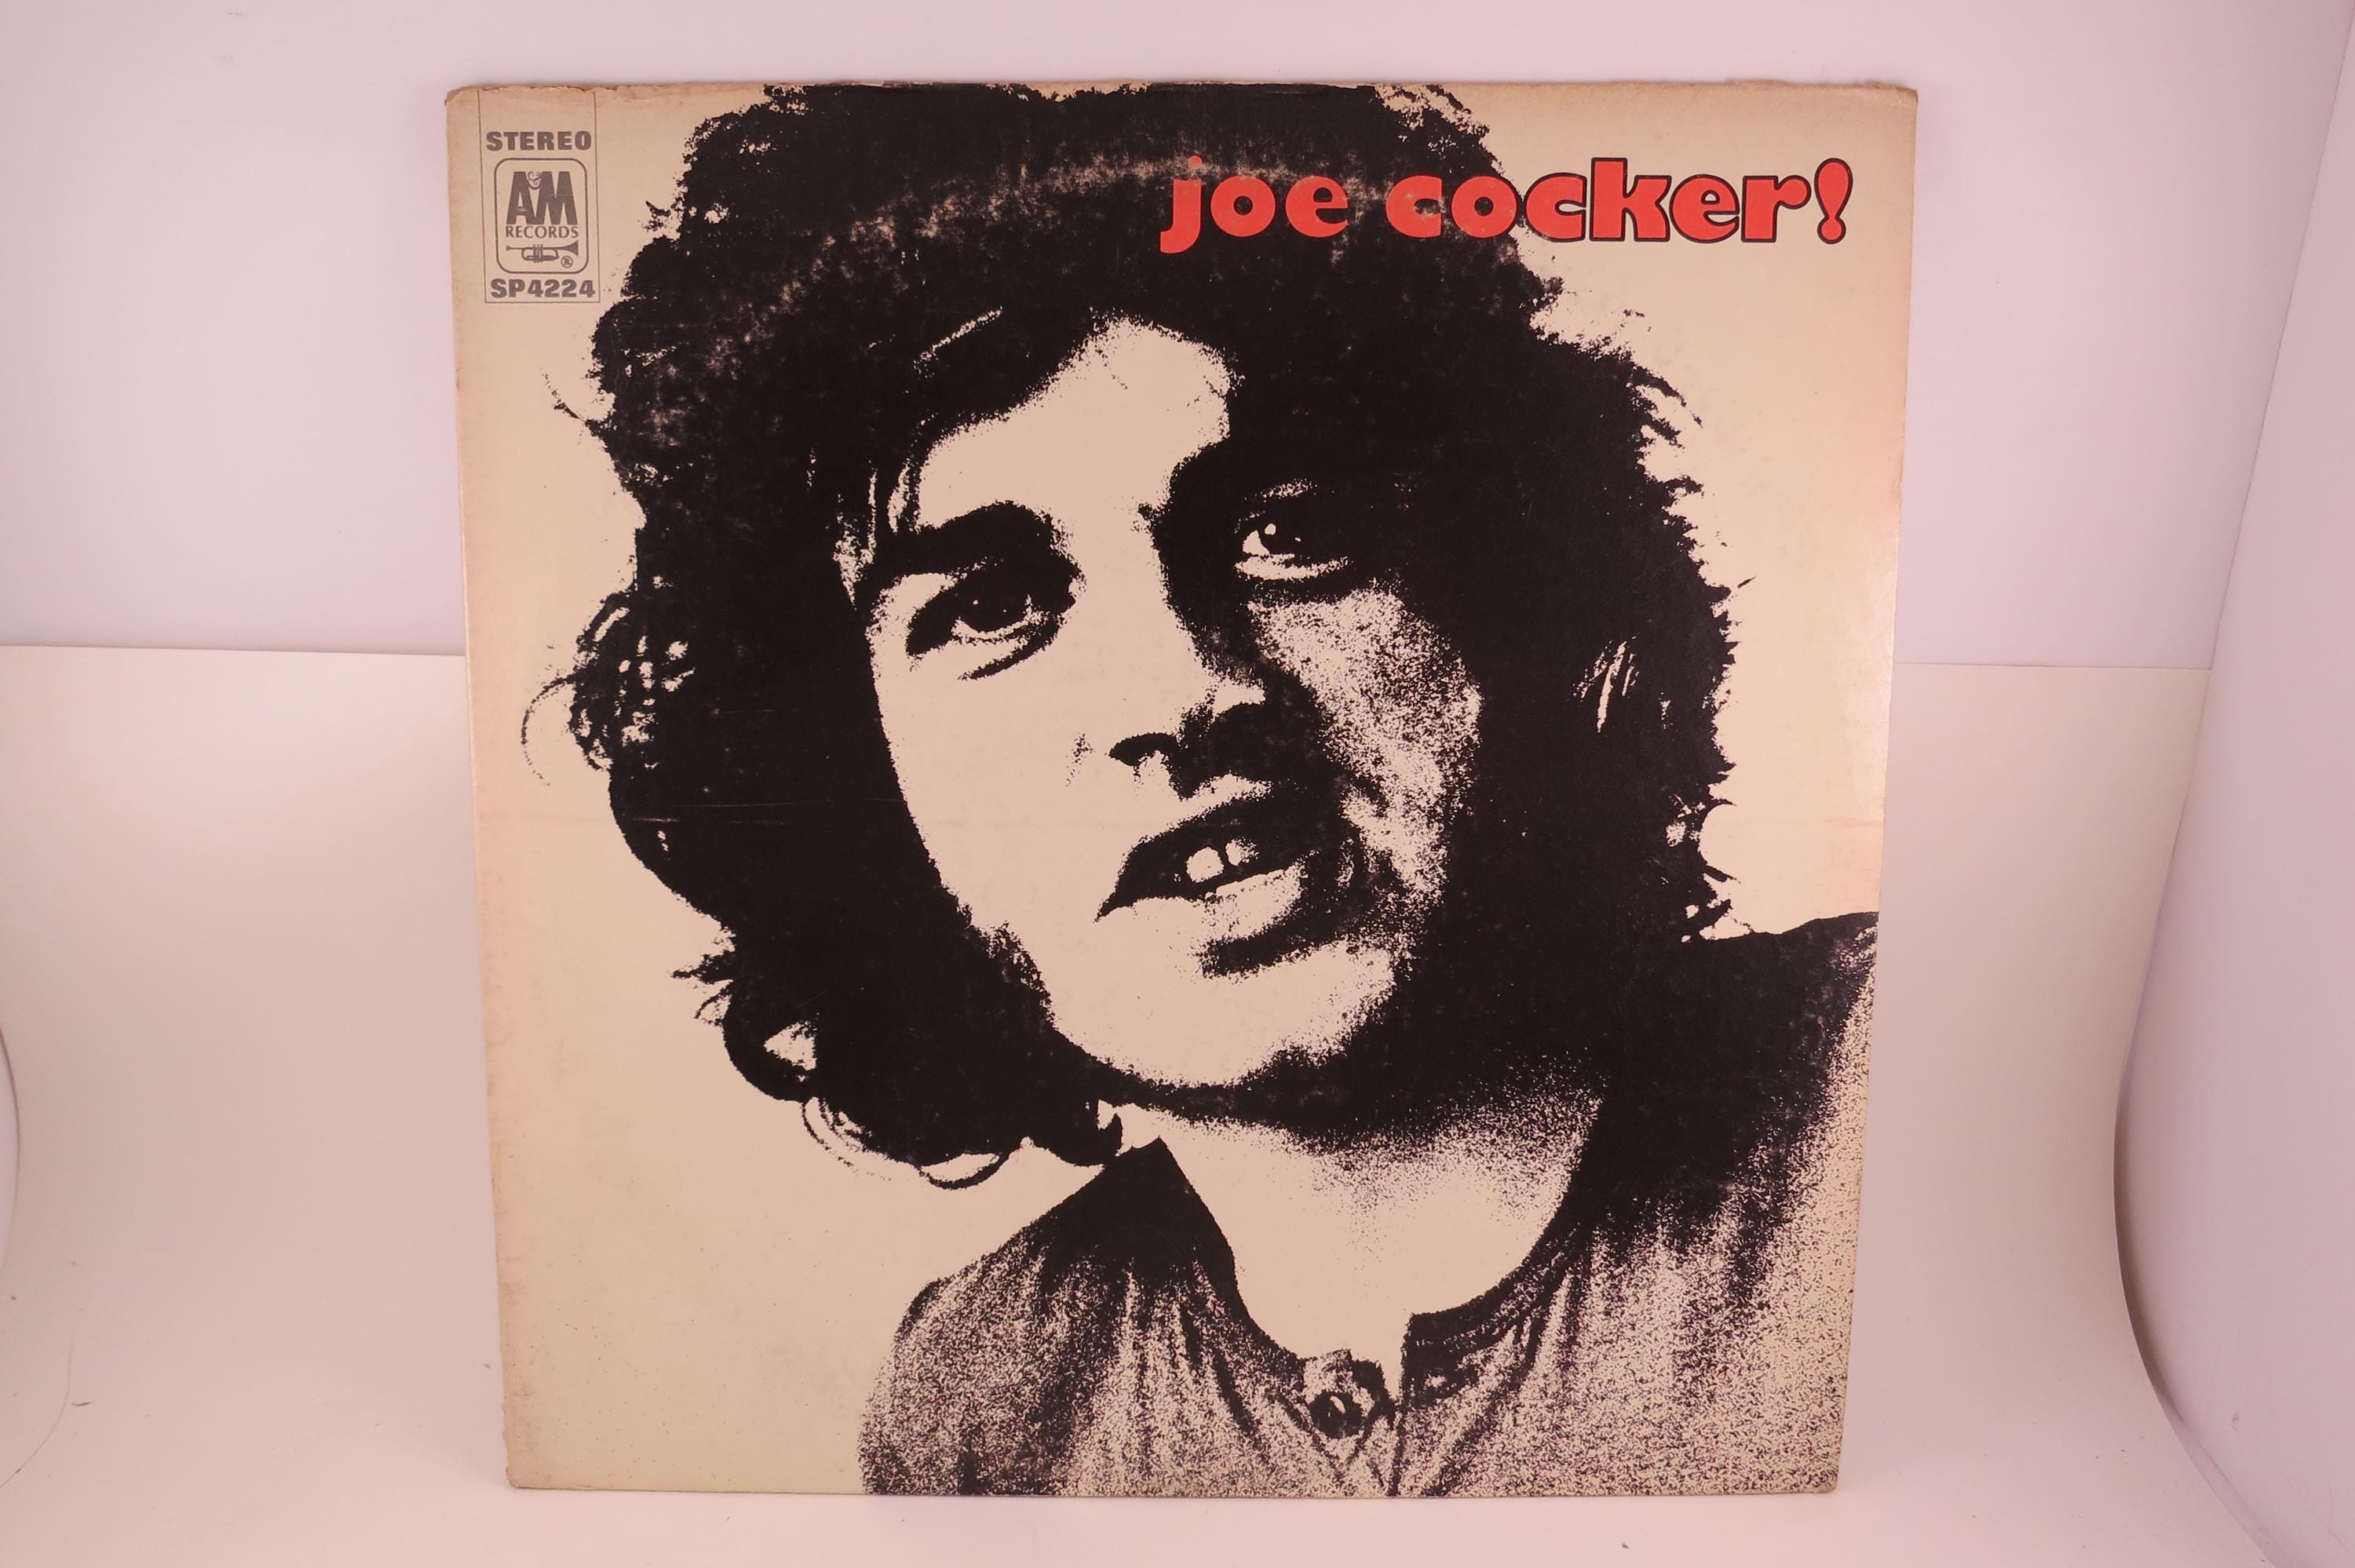 STEREO
A&M
RECORDS
®
SP4224
joe cocker!